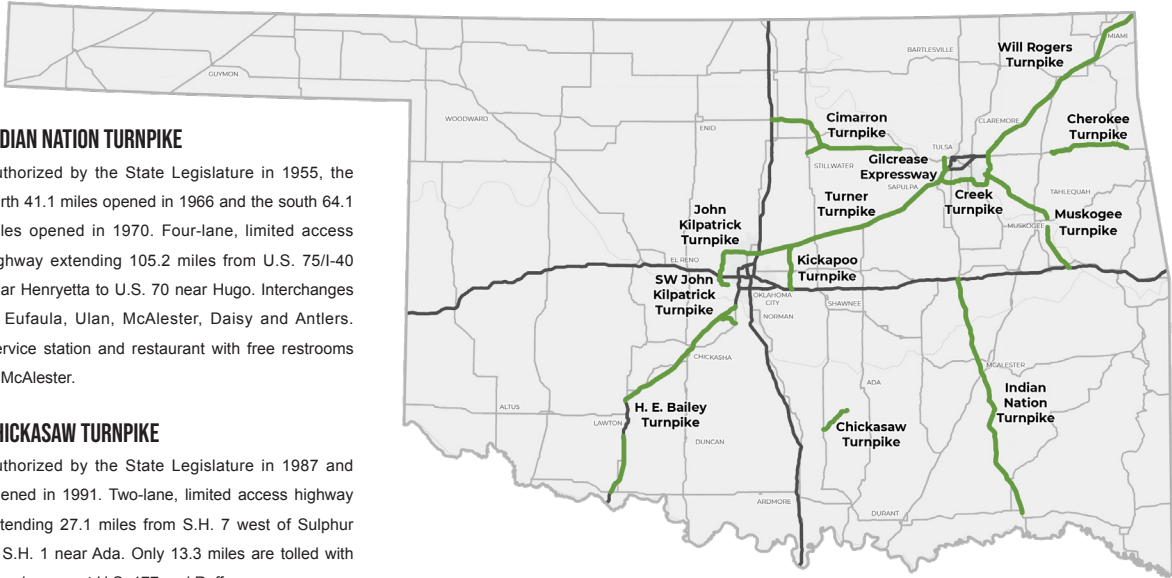 NDIAN NATION TURNPIKE
uthorized by the State Legislature in 1955, the
rth 41.1 miles opened in 1966 and the south 64.1
les opened in 1970. Four-lane, limited access
ghway extending 105.2 miles from U.S. 75/I-40
ar Henryetta to U.S. 70 near Hugo. Interchanges
Eufaula, Ulan, McAlester, Daisy and Antlers.
ervice station and restaurant with free restrooms
McAlester.
HICKASAW TURNPIKE
uthorized by the State Legislature in 1987 and
ened in 1991. Two-lane, limited access highway
tending 27.1 miles from S.H. 7 west of Sulphur
S.H. 1 near Ada. Only 13.3 miles are tolled with
GUYMON
WOODWARD
ENID
BARTLESVILLE
MIAMI
Will Rogers
Turnpike
CLAREMORE
Cimarron
Turnpike
Cherokee
Turnpike
STILLWATER
TULSA
Gilcrease
Expressway
SAPULPA
Creek
Turnpike
TAHLEQUAH
Turner
Turnpike
MUSKOGEE
Muskogee
Turnpike
John
Kilpatrick
Turnpike
EL RENO
Kickapoo
Turnpike
SW John
Kilpatrick
Turnpike
OKLAHOMA
CITY
SHAWNEE
NORMAN
CHICKASHA
MCALESTER
ADA
Indian
Nation
Turnpike
ALTUS
LAWTON
H. E. Bailey
Turnpike
Chickasaw
Turnpike
DUNCAN
ARDMORE
DURANT